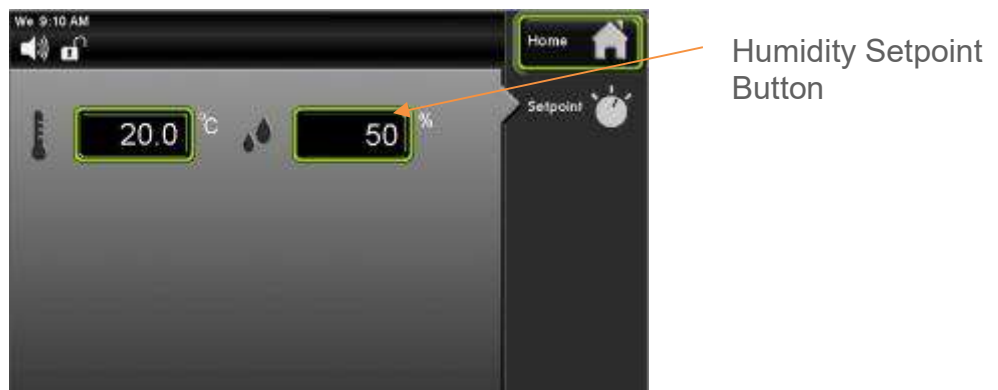 We 9:10 AM
Home
Setpoint
20.0 °C
50 %
Humidity Setpoint
Button